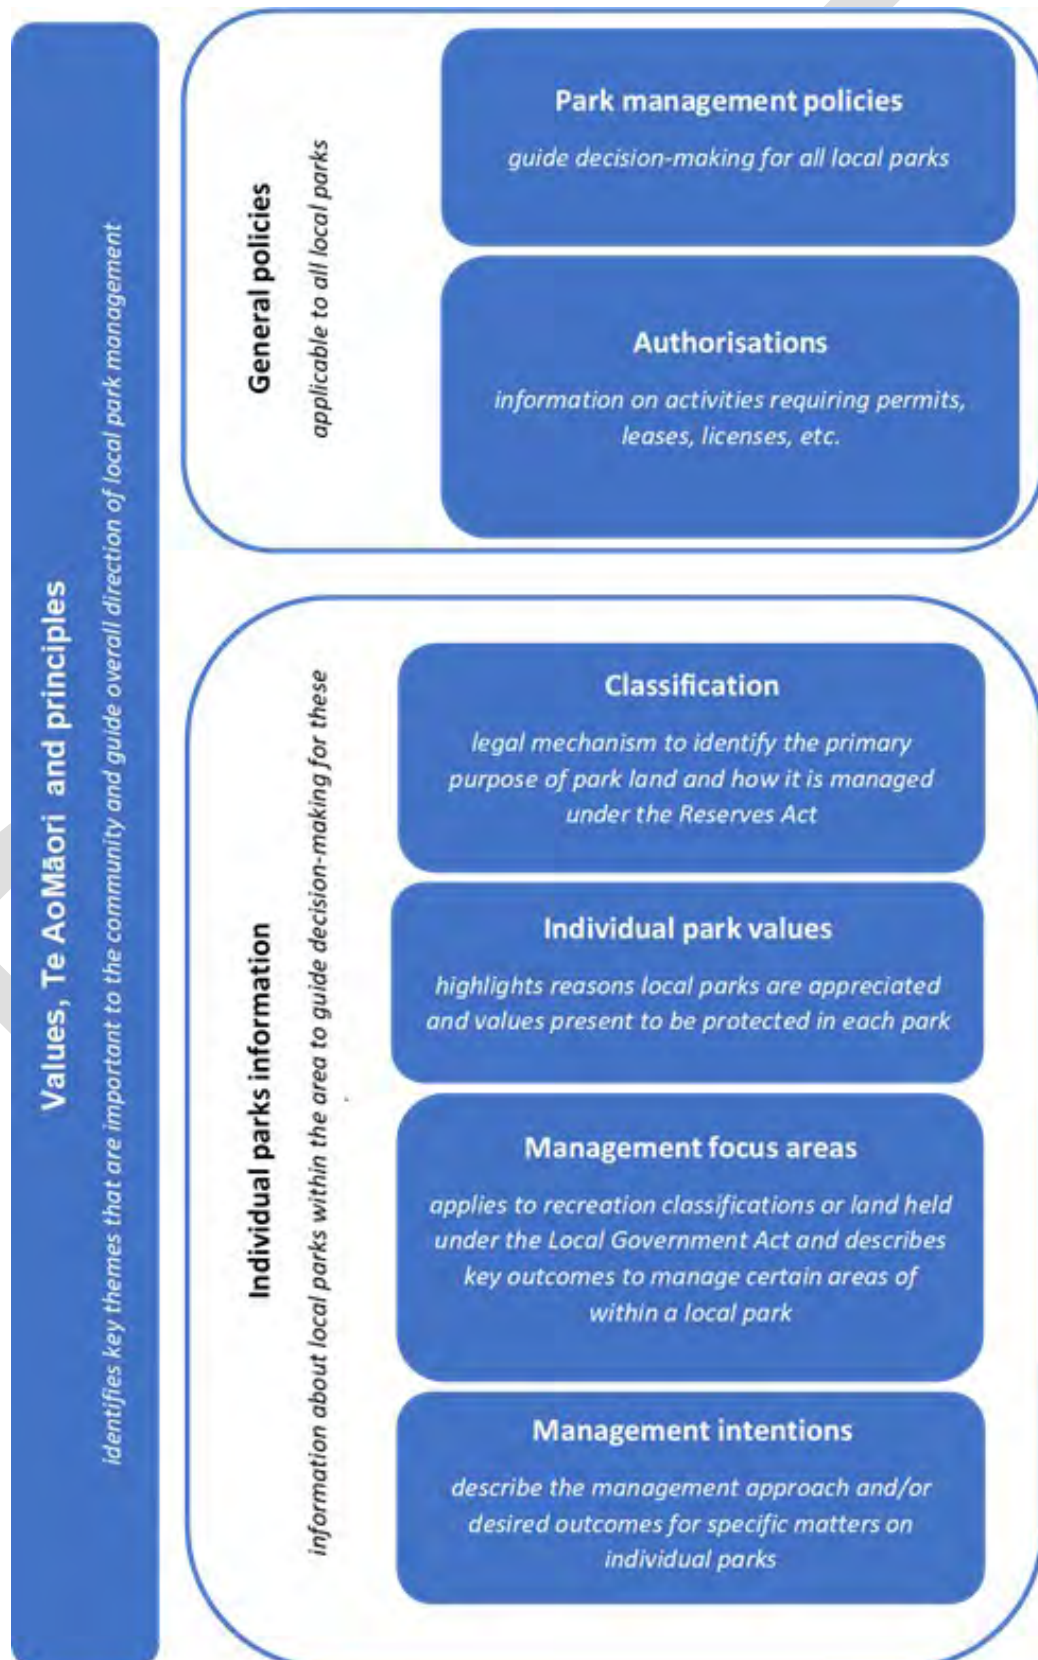 Values, Te AoMāori and principles
identifies key themes that are important to the community and guide overall direction of local park management
General policies
applicable to all local parks
Park management policies
guide decision-making for all local parks
Authorisations
information on activities requiring permits,
leases, licenses, etc.
Individual parks information
information about local parks within the area to guide decision-making for these
Classification
legal mechanism to identify the primary
purpose of park land and how it is managed
under the Reserves Act
Individual park values
highlights reasons local parks are appreciated
and values present to be protected in each park
Management focus areas
applies to recreation classifications or land held
under the Local Government Act and describes
key outcomes to manage certain areas of
within a local park
Management intentions
describe the management approach and/or
desired outcomes for specific matters on
individual parks